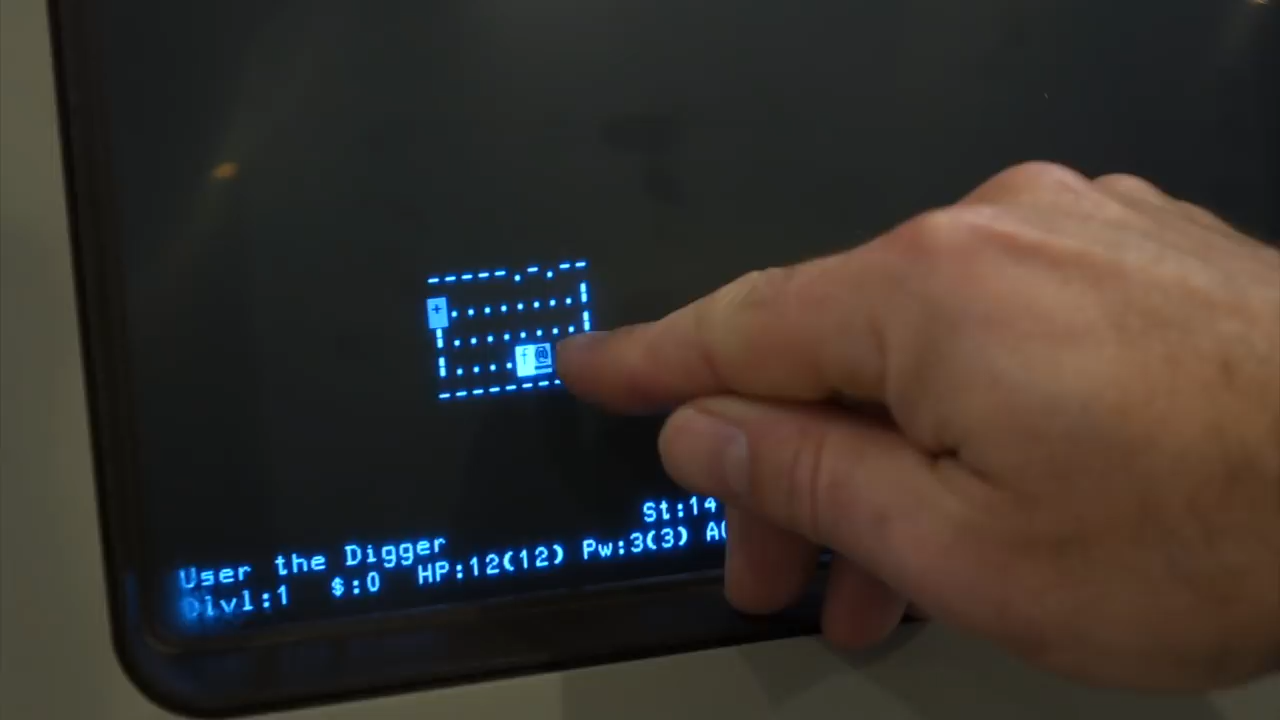 -----.-.--
+........|
|........|
|....f@
--------
User the Digger St:14
Dlvl:1 $:0 HP:12(12) Pw:3(3) A